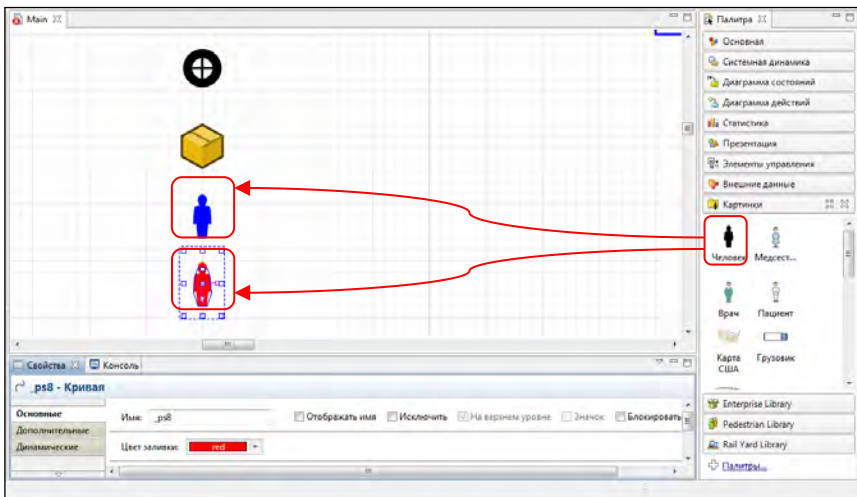 Main
Палитра
Основная
Системная динамика
Диаграмма состояний
Диаграмма действий
Статистика
Презентация
Элементы управления
Внешние данные
Картинки
Человек Медсест...
Врач Пациент
Карта США Грузовик
Enterprise Library
Pedestrian Library
Rail Yard Library
Палитры...
Свойства Консоль
_ps8 - Кривая
Основные
Дополнительные
Динамические
Имя: _ps8 Отображать имя Исключить На верхнем уровне Значок Блокировать
Цвет заливки: red